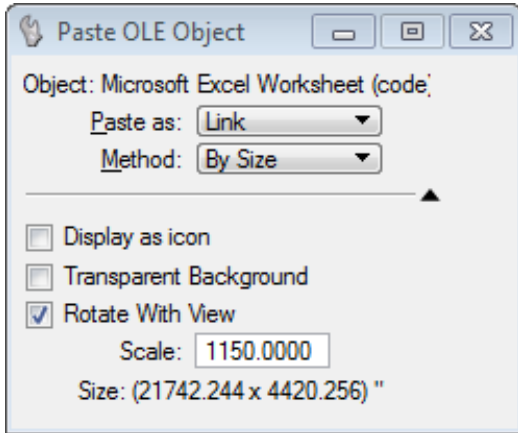 Paste OLE Object
Object: Microsoft Excel Worksheet (code)
Paste as: Link
Method: By Size
Display as icon
Transparent Background
Rotate With View
Scale: 1150.0000
Size: (21742.244 x 4420.256) "